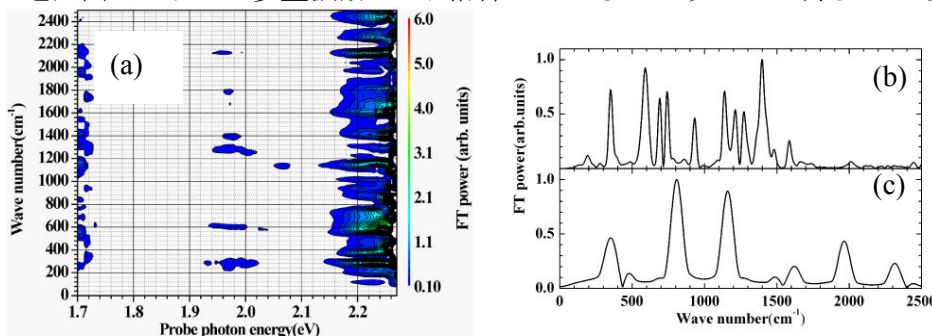 (a)
2400
2200
2000
1800
1600
1400
1200
1000
800
600
400
200
0
Wave number(cm-1)
1.7 1.8 1.9 2.0 2.1 2.2
Probe photon energy(eV)
6.0
5.0
4.0
3.1
2.1
1.1
0.10
FT power (arb. units)
(b)
1.0
0.5
FT power(arb.units)
(c)
1.0
0.5
0.0
0 500 1000 1500 2000 2500
Wave number(cm-1)